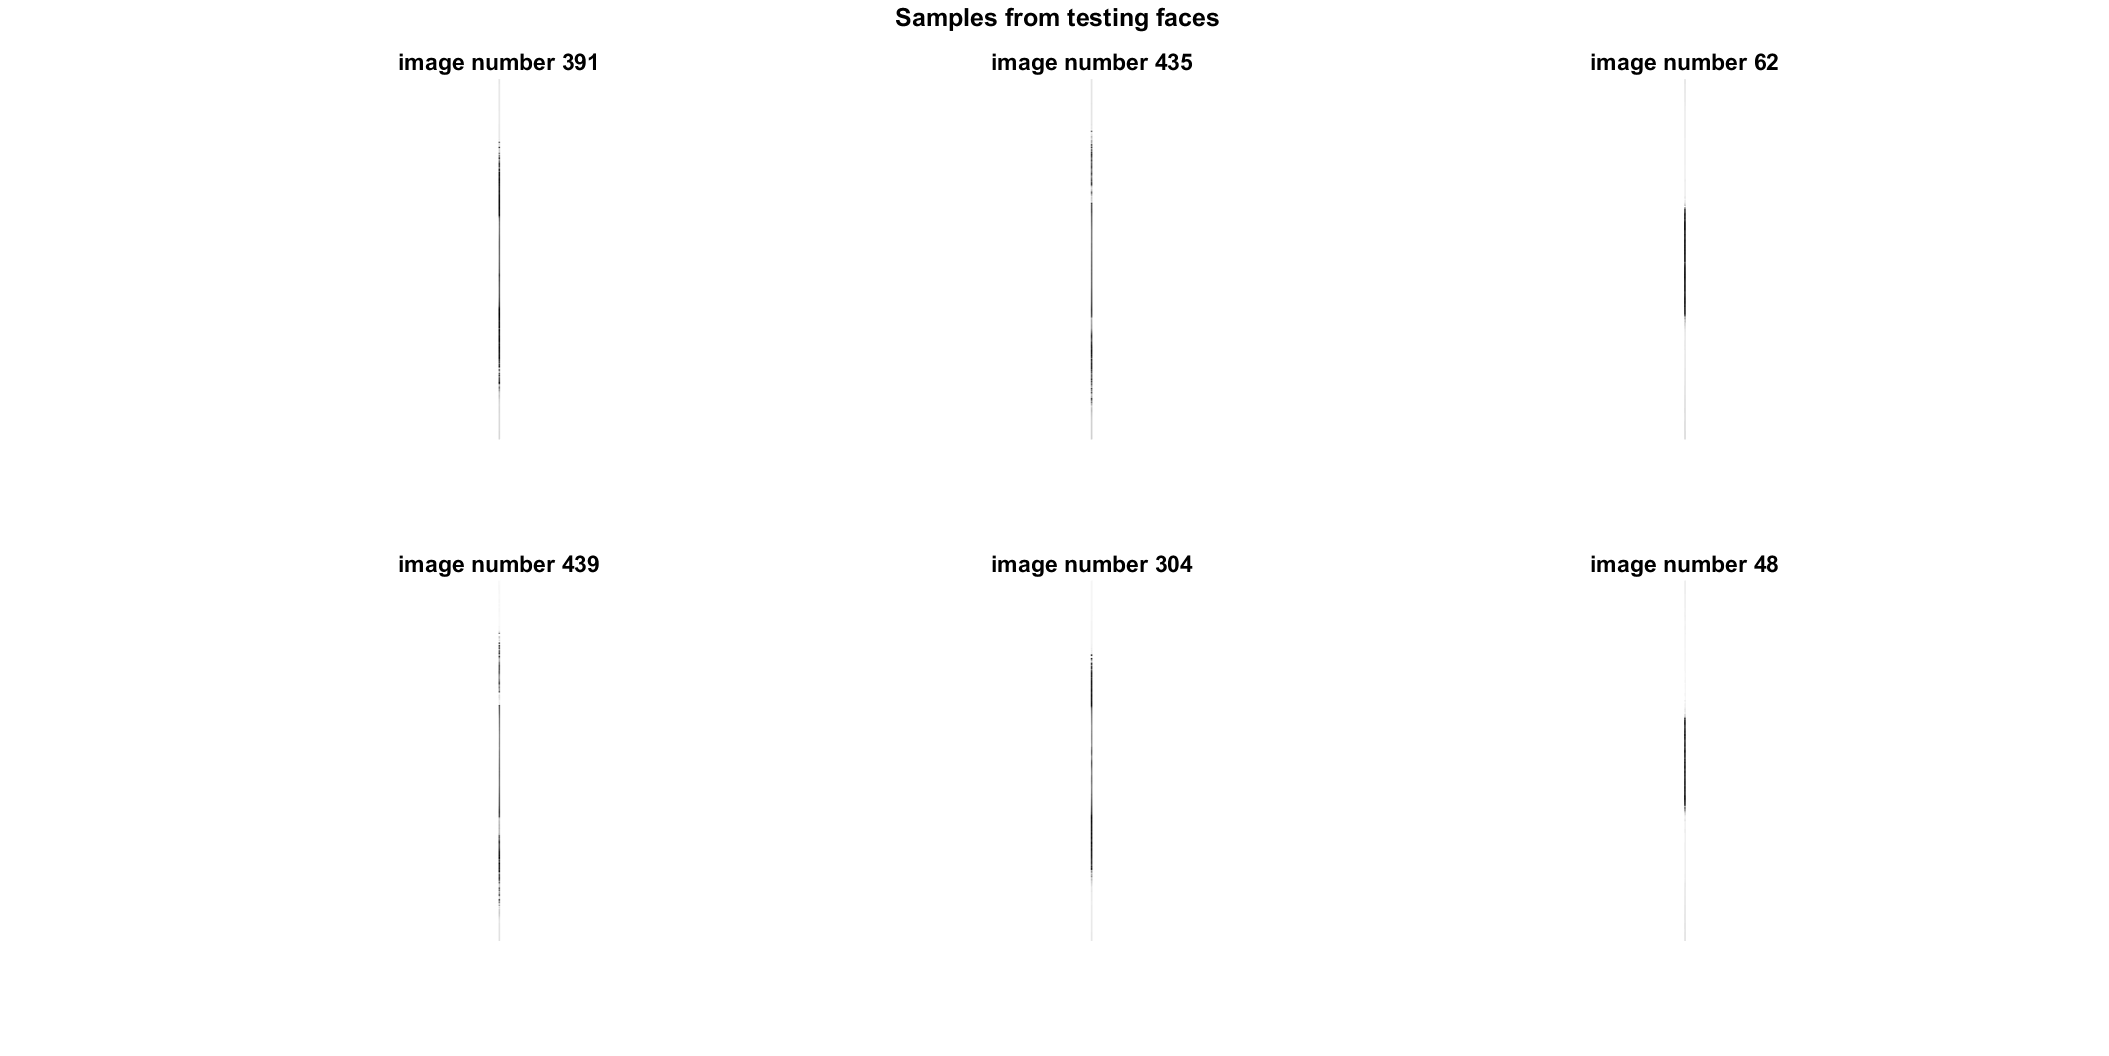 Samples from testing faces
image number 391
image number 435
image number 62
image number 439
image number 304
image number 48